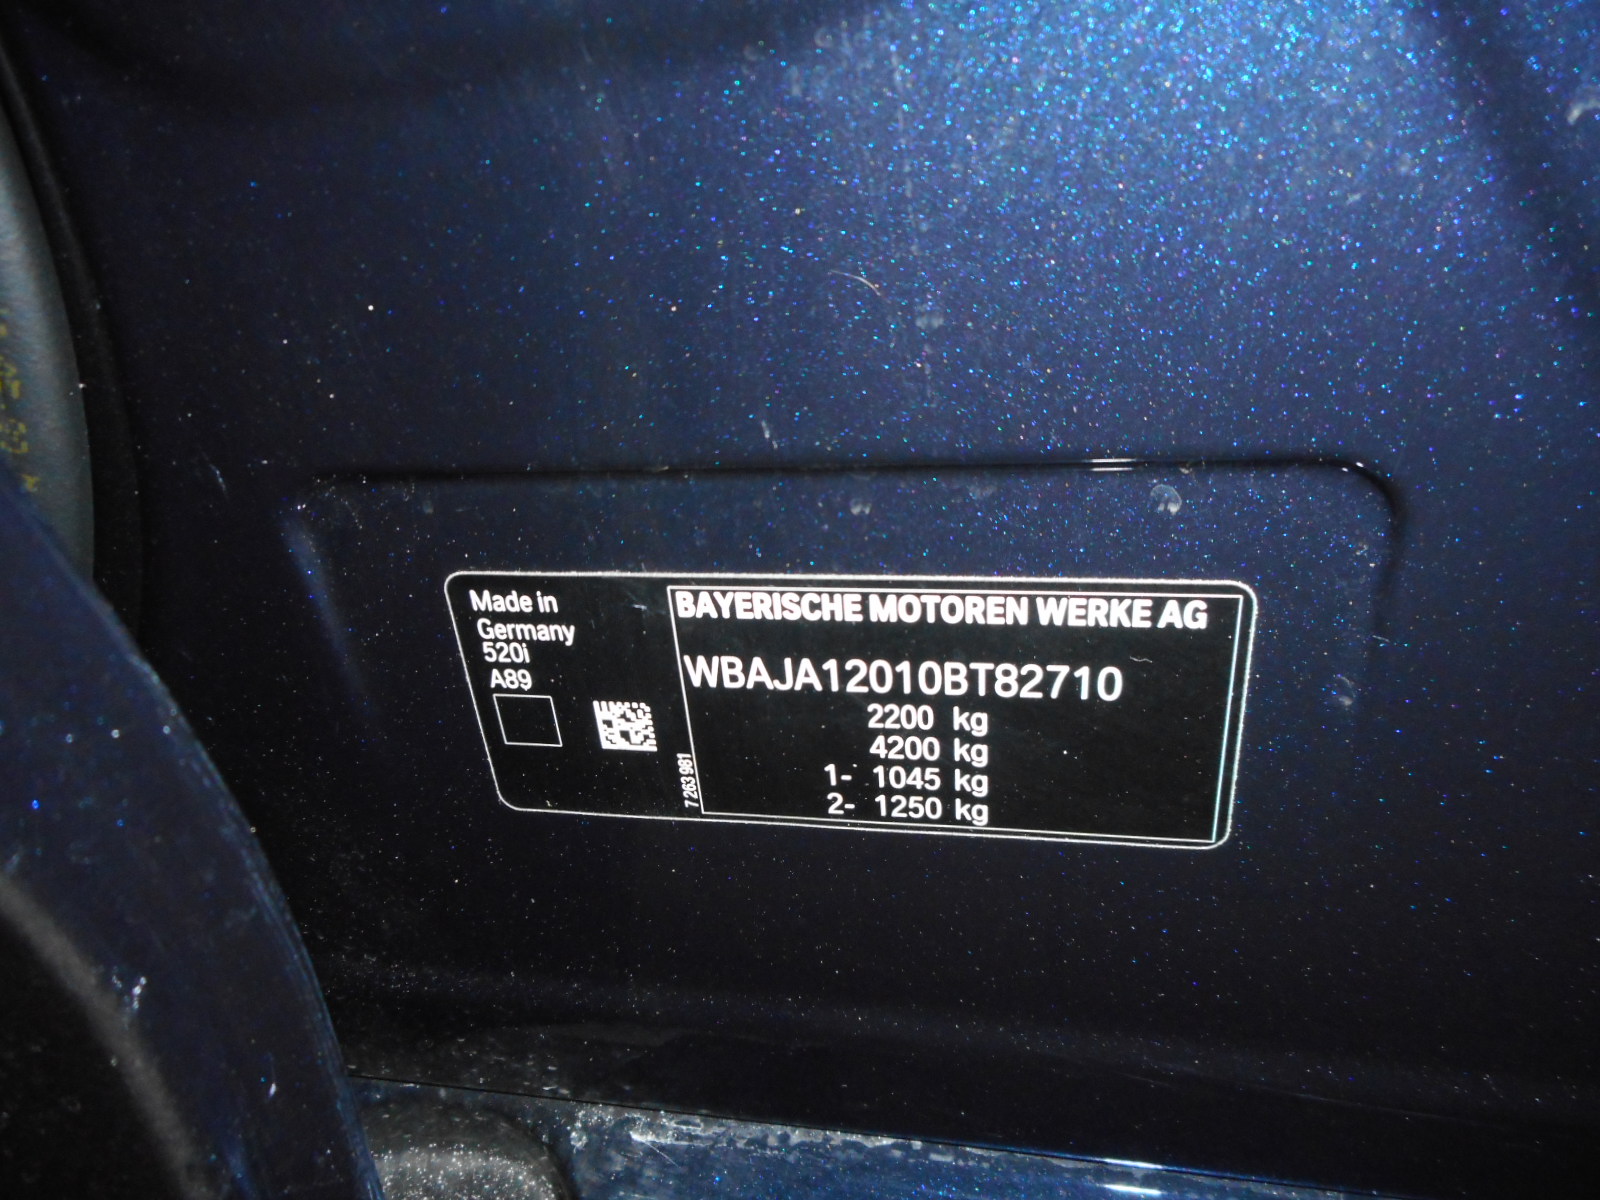 Made in
Germany
520i
A89
7 263 981
BAYERISCHE MOTOREN WERKE AG
WBAJA12010BT82710
2200 kg
4200 kg
1- 1045 kg
2- 1250 kg